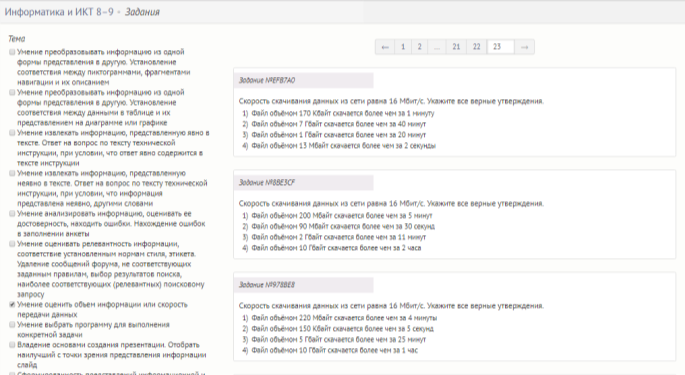 Информатика и ИКТ 8–9 - Задания
Тема
Умение преобразовывать информацию из одной
формы представления в другую. Установление
соответствия между пиктограммами, фрагментами
навигации и их описанием
Умение преобразовывать информацию из одной
формы представления в другую. Установление
соответствия между данными в таблице и их
представлением на диаграмме или графике
Умение извлекать информацию, представленную явно в
тексте. Ответ на вопрос по тексту технической
инструкции, при условии, что ответ явно содержится в
тексте инструкции
Умение извлекать информацию, представленную
неявно в тексте. Ответ на вопрос по тексту технической
инструкции, при условии, что информация
представлена неявно, другими словами
Умение анализировать информацию, оценивать ее
достоверность, находить ошибки. Нахождение ошибок
в заполнении анкеты
Умение оценивать релевантность информации,
соответствие установленным нормам стиля, этикета.
Удаление сообщений форума, не соответствующих
заданным правилам, выбор результатов поиска,
наиболее соответствующих (релевантных) поисковому
запросу
Умение оценить объем информации или скорость
передачи данных
Умение выбрать программу для выполнения
конкретной задачи
Владение основами создания презентации. Отобрать
наилучший с точки зрения представления информации
слайд
← 1 2 ... 21 22 23 →
Задание №EFB7A0
Скорость скачивания данных из сети равна 16 Мбит/с. Укажите все верные утверждения.
1) Файл объёмом 170 Кбайт скачается более чем за 1 минуту
2) Файл объёмом 7 Гбайт скачается более чем за 40 минут
3) Файл объёмом 1 Гбайт скачается более чем за 20 минут
4) Файл объёмом 13 Мбайт скачается более чем за 2 секунды
Задание №8BE3CF
Скорость скачивания данных из сети равна 16 Мбит/с. Укажите все верные утверждения.
1) Файл объёмом 200 Мбайт скачается более чем за 5 минут
2) Файл объёмом 90 Мбайт скачается более чем за 30 секунд
3) Файл объёмом 2 Гбайт скачается более чем за 11 минут
4) Файл объёмом 10 Гбайт скачается более чем за 2 часа
Задание №978BE8
Скорость скачивания данных из сети равна 16 Мбит/с. Укажите все верные утверждения.
1) Файл объёмом 220 Мбайт скачается более чем за 4 минуты
2) Файл объёмом 150 Кбайт скачается более чем за 5 секунд
3) Файл объёмом 5 Гбайт скачается более чем за 25 минут
4) Файл объёмом 10 Гбайт скачается более чем за 1 час